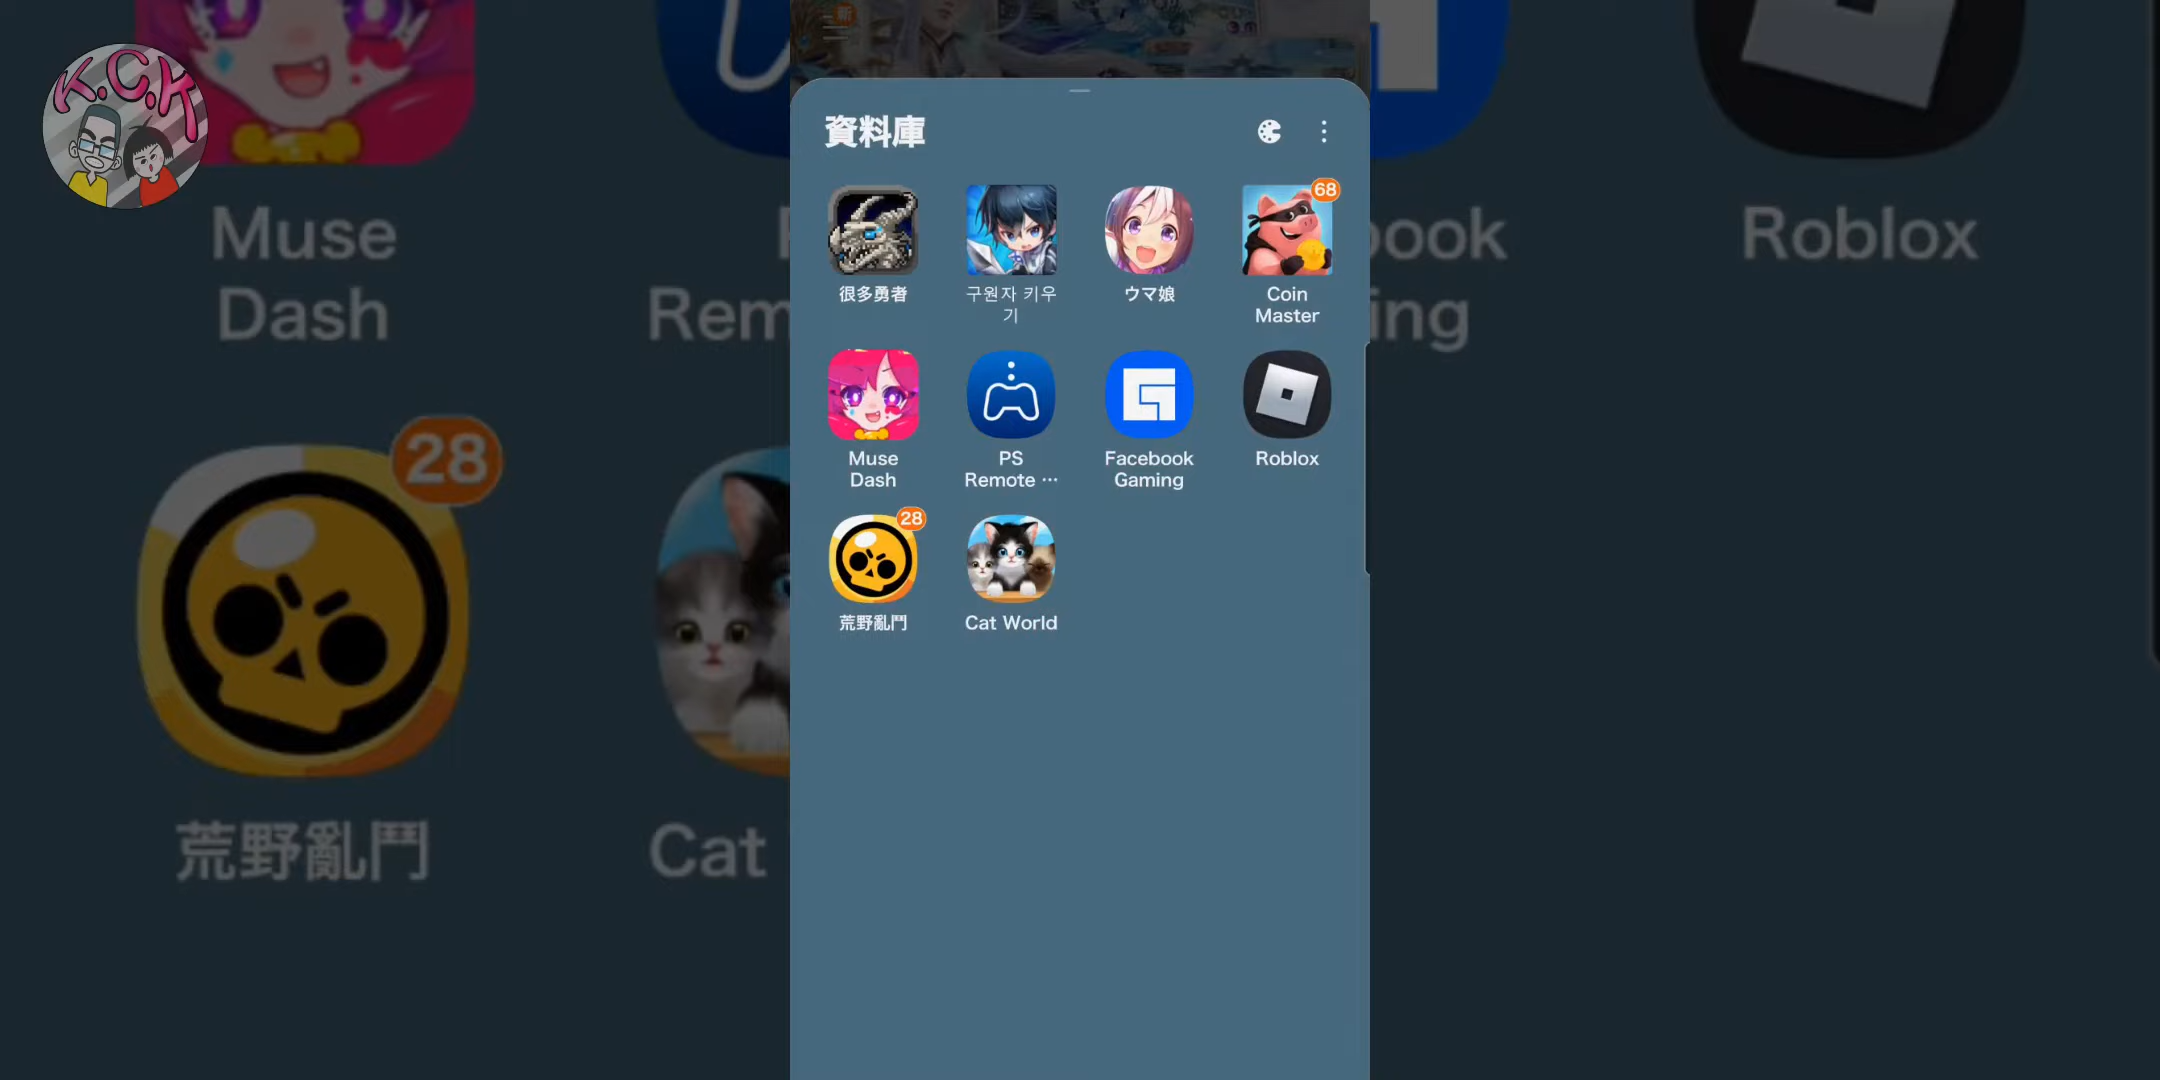 K.C.K
新
資料庫
68
很多勇者
구원자 키우
기
ウマ娘
Coin
Master
Muse
Dash
PS
Remote ···
Facebook
Gaming
Roblox
28
荒野亂鬥
Cat World
Muse
Dash
Rem
ook
ing
Roblox
28
荒野亂鬥
Cat